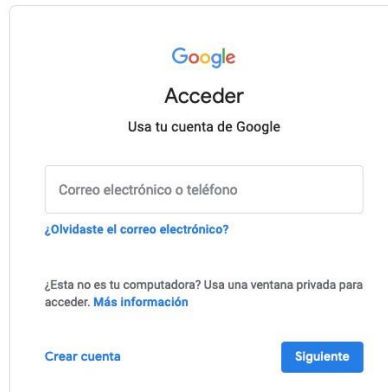 Google
Acceder
Usa tu cuenta de Google
Correo electrónico o teléfono
¿Olvidaste el correo electrónico?
¿Esta no es tu computadora? Usa una ventana privada para
acceder. Más información
Crear cuenta
Siguiente